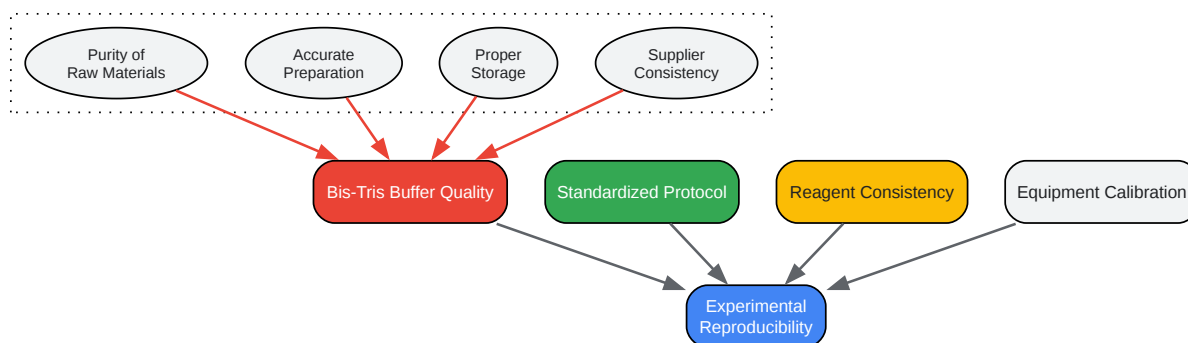 Purity of
Raw Materials
Accurate
Preparation
Proper
Storage
Supplier
Consistency
Bis-Tris Buffer Quality
Standardized Protocol
Reagent Consistency
Equipment Calibration
Experimental
Reproducibility